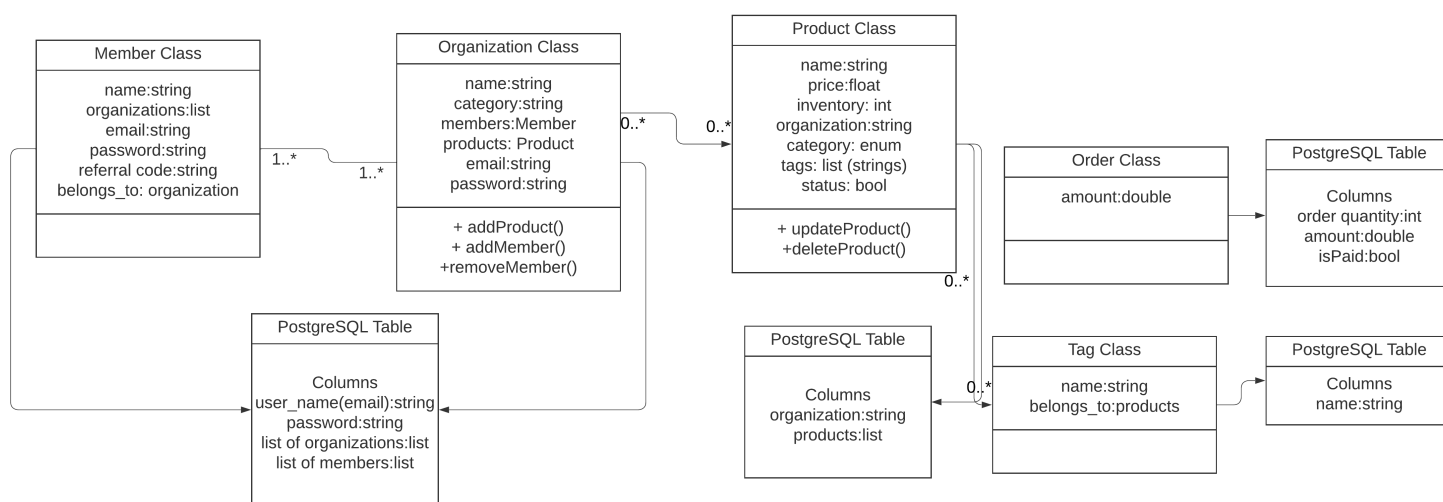 Member Class
name:string
organizations:list
email:string
password:string
referral code:string
belongs_to: organization
1..*
1..*
Organization Class
name:string
category:string
members:Member
products: Product
email:string
password:string
+ addProduct()
+ addMember()
+removeMember()
0..*
0..*
Product Class
name:string
price:float
inventory: int
organization:string
category: enum
tags: list (strings)
status: bool
+ updateProduct()
+deleteProduct()
0..*
0..*
Order Class
amount:double
PostgreSQL Table
Columns
order quantity:int
amount:double
isPaid:bool
PostgreSQL Table
Columns
user_name(email):string
password:string
list of organizations:list
list of members:list
PostgreSQL Table
Columns
organization:string
products:list
Tag Class
name:string
belongs_to:products
PostgreSQL Table
Columns
name:string